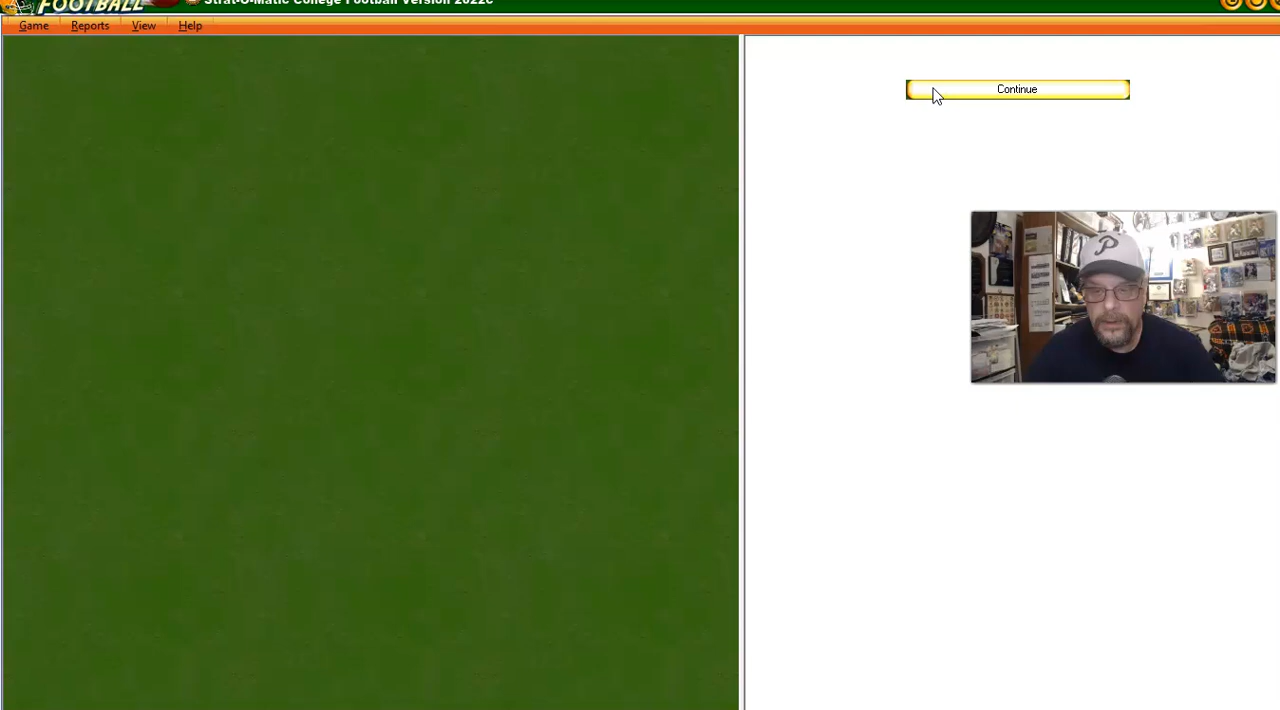 FOOTBALL
Strat-O-Matic College Football Version 2022c
Game Reports View Help
Continue
P